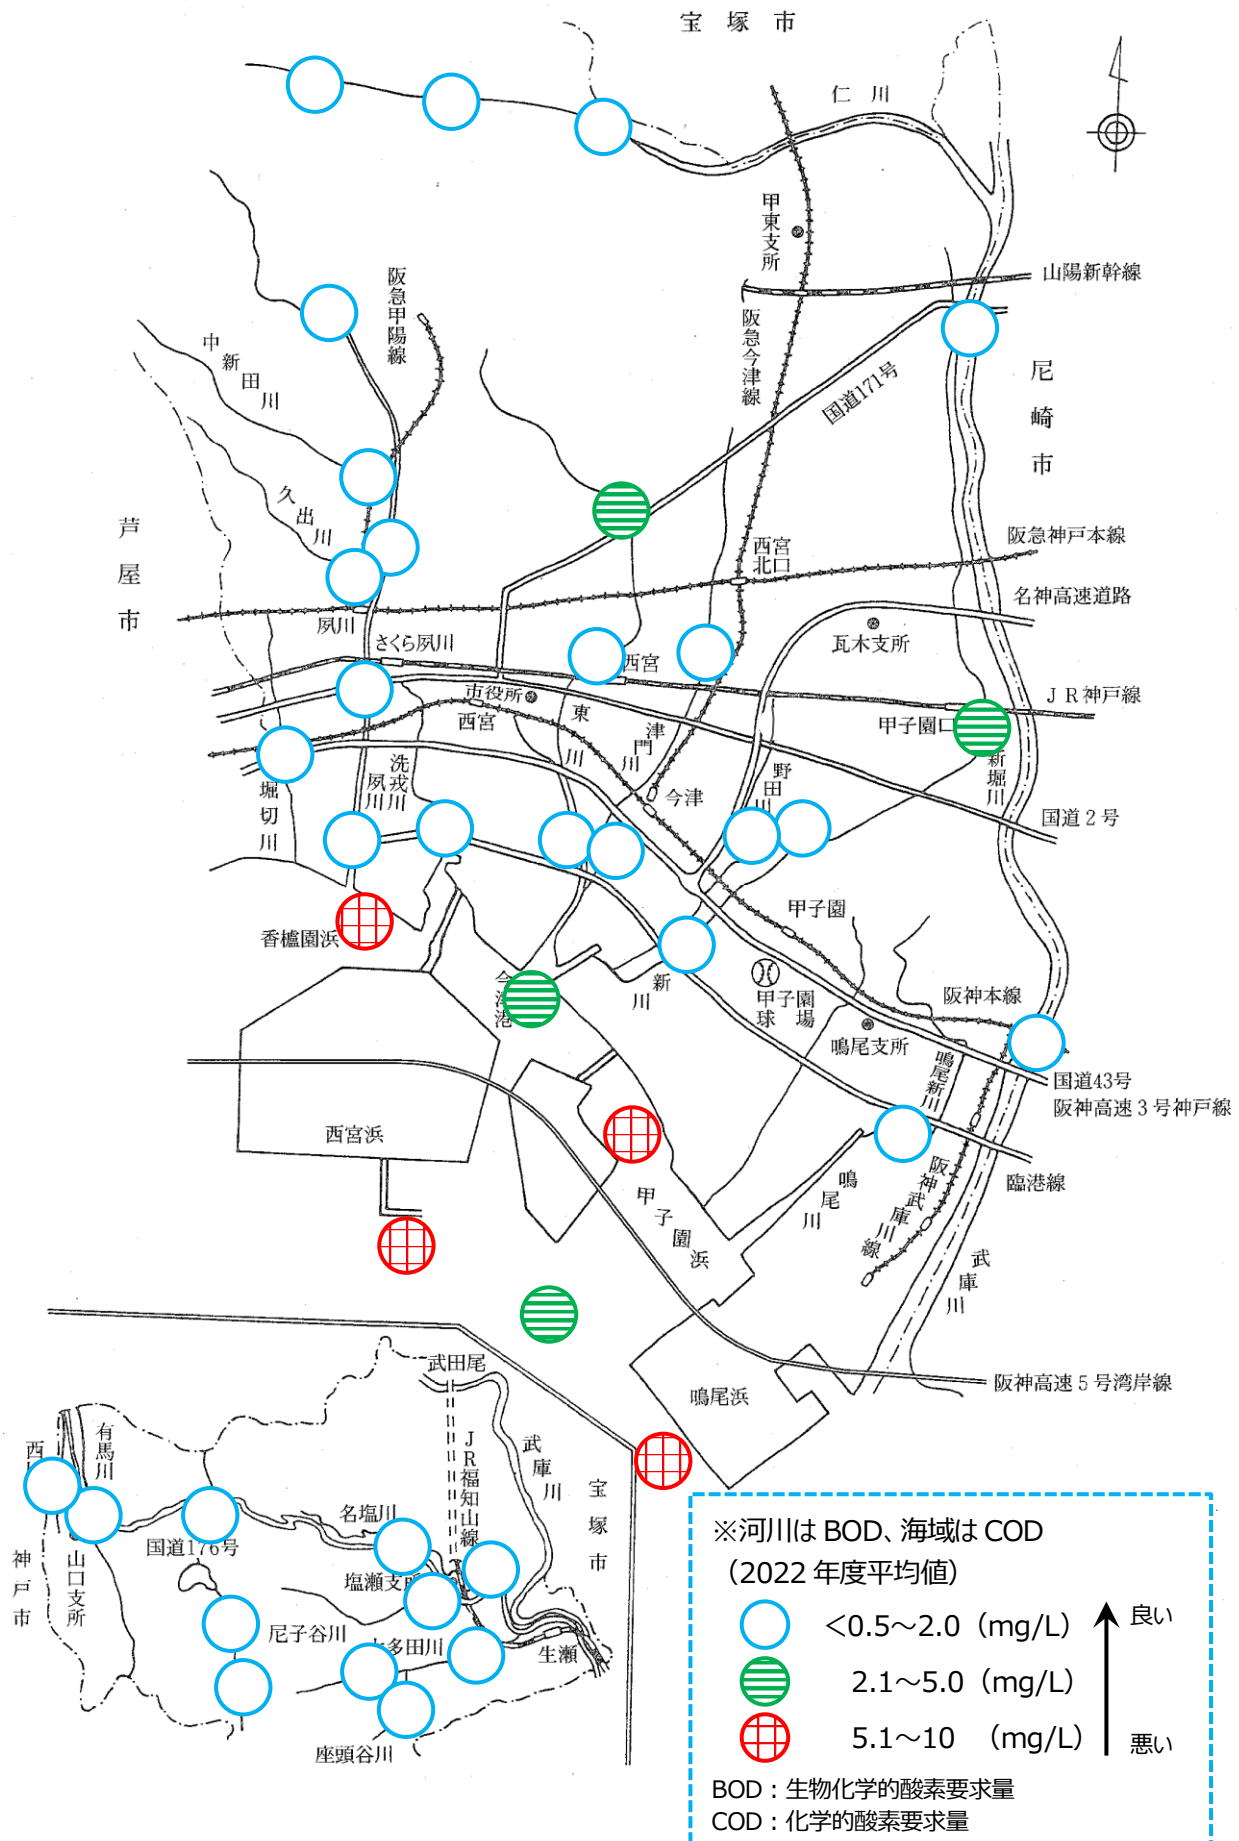 宝塚市
仁川
甲東支所
山陽新幹線
阪急甲陽線
阪急今津線
中新田川
国道171号
尼崎市
久出川
芦屋市
西宮北口
阪急神戸本線
名神高速道路
夙川
さくら夙川
瓦木支所
西宮
JR神戸線
市役所
西宮
東川
津門川
甲子園口
新堀川
洗戎川
夙川
堀切川
今津
野田川
国道2号
甲子園
香櫨園浜
今津港
新川
甲子園球場
阪神本線
鳴尾支所
鳴尾新川
国道43号
阪神高速3号神戸線
西宮浜
臨港線
阪神武庫川線
鳴尾川
甲子園浜
武庫川
阪神高速5号湾岸線
鳴尾浜
武田尾
有馬川
西
JR福知山線
武庫川
宝塚市
名塩川
国道176号
山口支所
神戸市
塩瀬支所
尼子谷川
多田川
生瀬
座頭谷川
※河川は BOD、海域は COD
（2022 年度平均値）
<0.5～2.0（mg/L）
良い
2.1～5.0（mg/L）
5.1～10 （mg/L）
悪い
BOD：生物化学的酸素要求量
COD：化学的酸素要求量